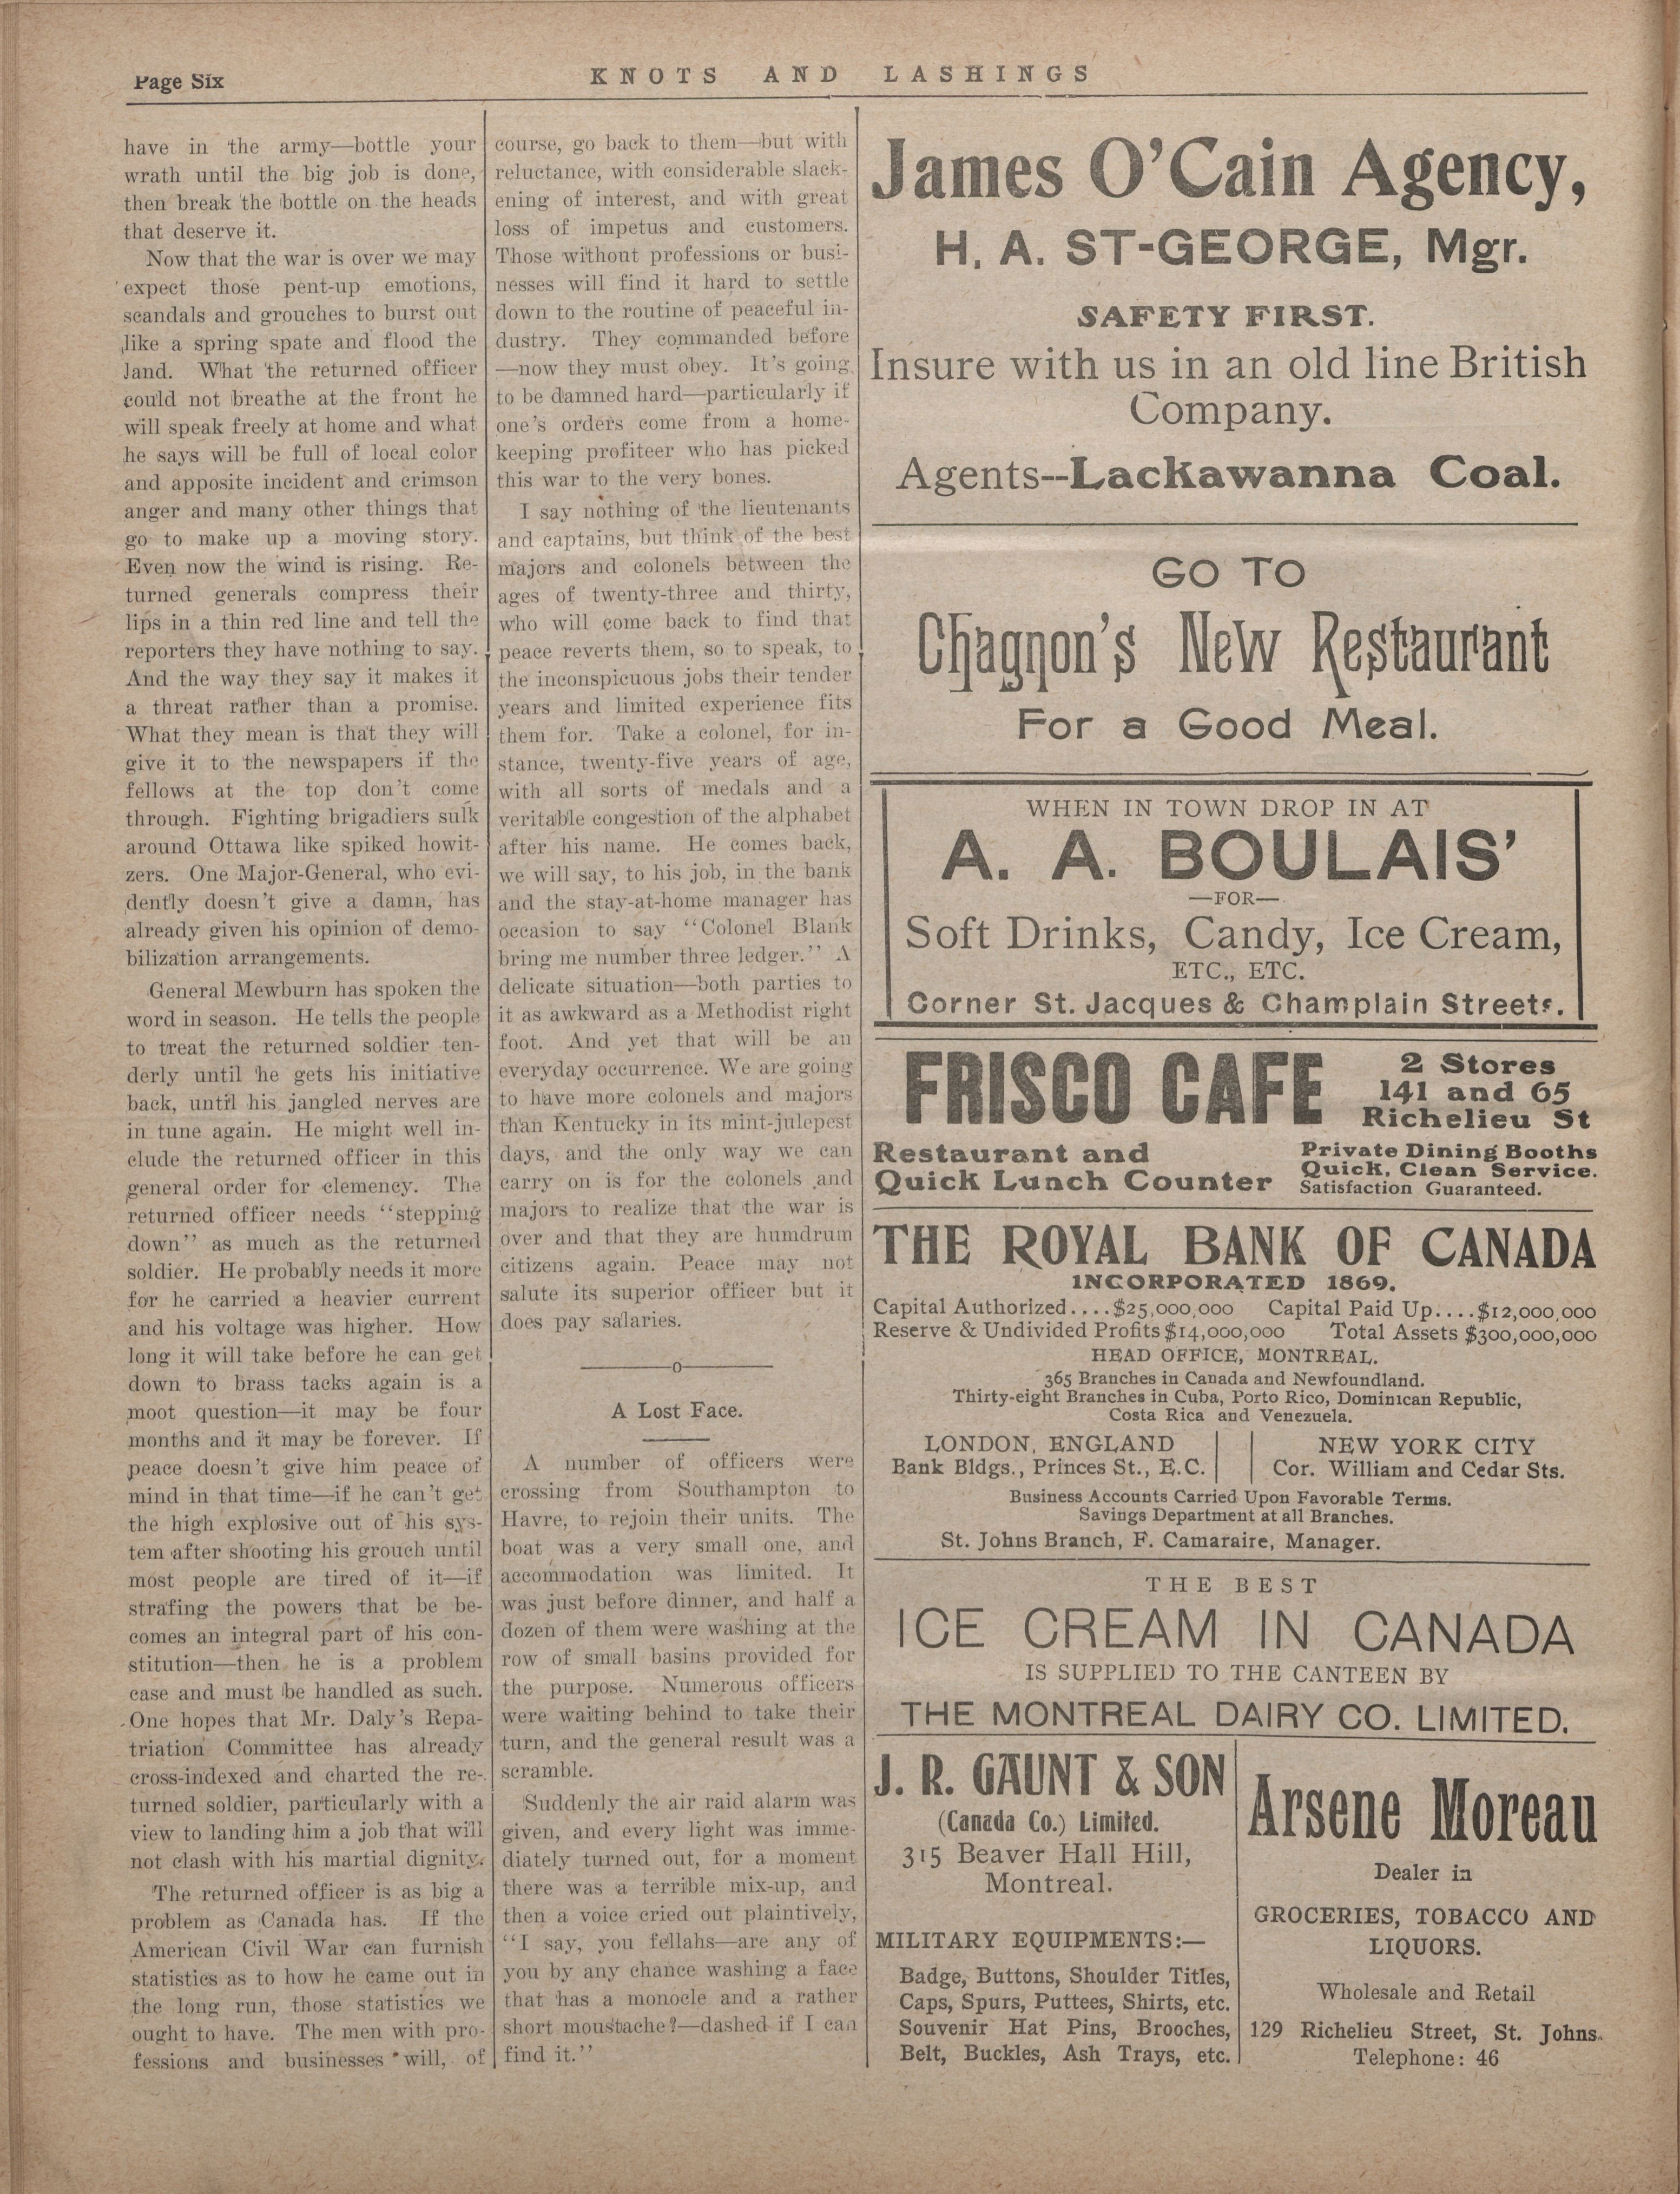 Page Six
KNOTS AND LASHINGS
have in the army—bottle your
wrath until the big job is done,
then break the bottle on the heads
that deserve it.
Now that the war is over we may
expect those pent-up emotions,
scandals and grouches to burst out
like a spring spate and flood the
land. What the returned officer
could not breathe at the front he
will speak freely at home and what
he says will be full of local color
and apposite incident and crimson
anger and many other things that
go to make up a moving story.
Even now the wind is rising. Re-
turned generals compress their
lips in a thin red line and tell the
reporters they have nothing to say.
And the way they say it makes it
a threat rather than a promise.
What they mean is that they will
give it to the newspapers if the
fellows at the top don't come
through. Fighting brigadiers sulk
around Ottawa like spiked howit-
zers. One Major-General, who evi-
dently doesn't give a damn, has
already given his opinion of demo-
bilization arrangements.
General Mewburn has spoken the
word in season. He tells the people
to treat the returned soldier ten-
derly until he gets his initiative
back, until his jangled nerves are
in tune again. He might well in-
clude the returned officer in this
general order for clemency. The
returned officer needs "stepping
down" as much as the returned
soldier. He probably needs it more
for he carried a heavier current
and his voltage was higher. How
long it will take before he can get
down to brass tacks again is a
moot question—it may be four
months and it may be forever. If
peace doesn't give him peace of
mind in that time—if he can't get
the high explosive out of his sys-
tem after shooting his grouch until
most people are tired of it—if
strafing the powers that be be-
comes an integral part of his con-
stitution—then he is a problem
case and must be handled as such.
One hopes that Mr. Daly's Repa-
triation Committee has already
cross-indexed and charted the re-
turned soldier, particularly with a
view to landing him a job that will
not clash with his martial dignity.
The returned officer is as big a
problem as Canada has. If the
American Civil War can furnish
statistics as to how he came out in
the long run, those statistics we
ought to have. The men with pro-
fessions and businesses will, of
course, go back to them—but with
reluctance, with considerable slack-
ening of interest, and with great
loss of impetus and customers.
Those without professions or busi-
nesses will find it hard to settle
down to the routine of peaceful in-
dustry. They commanded before
—now they must obey. It's going
to be damned hard—particularly if
one's orders come from a home-
keeping profiteer who has picked
this war to the very bones.
I say nothing of the lieutenants
and captains, but think of the best
majors and colonels between the
ages of twenty-three and thirty,
who will come back to find that
peace reverts them, so to speak, to
the inconspicuous jobs their tender
years and limited experience fits
them for. Take a colonel, for in-
stance, twenty-five years of age,
with all sorts of medals and a
veritable congestion of the alphabet
after his name. He comes back,
we will say, to his job, in the bank
and the stay-at-home manager has
occasion to say "Colonel Blank
bring me number three ledger." A
delicate situation—both parties to
it as awkward as a Methodist right
foot. And yet that will be an
everyday occurrence. We are going
to have more colonels and majors
than Kentucky in its mint-julepest
days, and the only way we can
carry on is for the colonels and
majors to realize that the war is
over and that they are humdrum
citizens again. Peace may not
salute its superior officer but it
does pay salaries.
o
A Lost Face.
A number of officers were
crossing from Southampton to
Havre, to rejoin their units. The
boat was a very small one, and
accommodation was limited. It
was just before dinner, and half a
dozen of them were washing at the
row of small basins provided for
the purpose. Numerous officers
were waiting behind to take their
turn, and the general result was a
scramble.
Suddenly the air raid alarm was
given, and every light was imme-
diately turned out, for a moment
there was a terrible mix-up, and
then a voice cried out plaintively,
"I say, you fellahs—are any of
you by any chance washing a face
that has a monocle and a rather
short moustache?—dashed if I can
find it."
James O'Cain Agency,
H. A. ST-GEORGE, Mgr.
SAFETY FIRST.
Insure with us in an old line British
Company.
Agents--Lackawanna Coal.
GO TO
Chagnon's New Restaurant
For a Good Meal.
WHEN IN TOWN DROP IN AT
A. A. BOULAIS'
—FOR—
Soft Drinks, Candy, Ice Cream,
ETC., ETC.
Corner St. Jacques & Champlain Streets.
FRISCO CAFE
2 Stores
141 and 65
Richelieu St
Restaurant and
Quick Lunch Counter
Private Dining Booths
Quick, Clean Service.
Satisfaction Guaranteed.
THE ROYAL BANK OF CANADA
INCORPORATED 1869.
Capital Authorized....$25,000,000 Capital Paid Up....$12,000,000
Reserve & Undivided Profits $14,000,000 Total Assets $300,000,000
HEAD OFFICE, MONTREAL.
365 Branches in Canada and Newfoundland.
Thirty-eight Branches in Cuba, Porto Rico, Dominican Republic,
Costa Rica and Venezuela.
LONDON, ENGLAND
Bank Bldgs., Princes St., E.C.
NEW YORK CITY
Cor. William and Cedar Sts.
Business Accounts Carried Upon Favorable Terms.
Savings Department at all Branches.
St. Johns Branch, F. Camaraire, Manager.
THE BEST
ICE CREAM IN CANADA
IS SUPPLIED TO THE CANTEEN BY
THE MONTREAL DAIRY CO. LIMITED.
J. R. GAUNT & SON
(Canada Co.) Limited.
315 Beaver Hall Hill,
Montreal.
MILITARY EQUIPMENTS:—
Badge, Buttons, Shoulder Titles,
Caps, Spurs, Puttees, Shirts, etc.
Souvenir Hat Pins, Brooches,
Belt, Buckles, Ash Trays, etc.
Arsene Moreau
Dealer in
GROCERIES, TOBACCO AND
LIQUORS.
Wholesale and Retail
129 Richelieu Street, St. Johns.
Telephone: 46